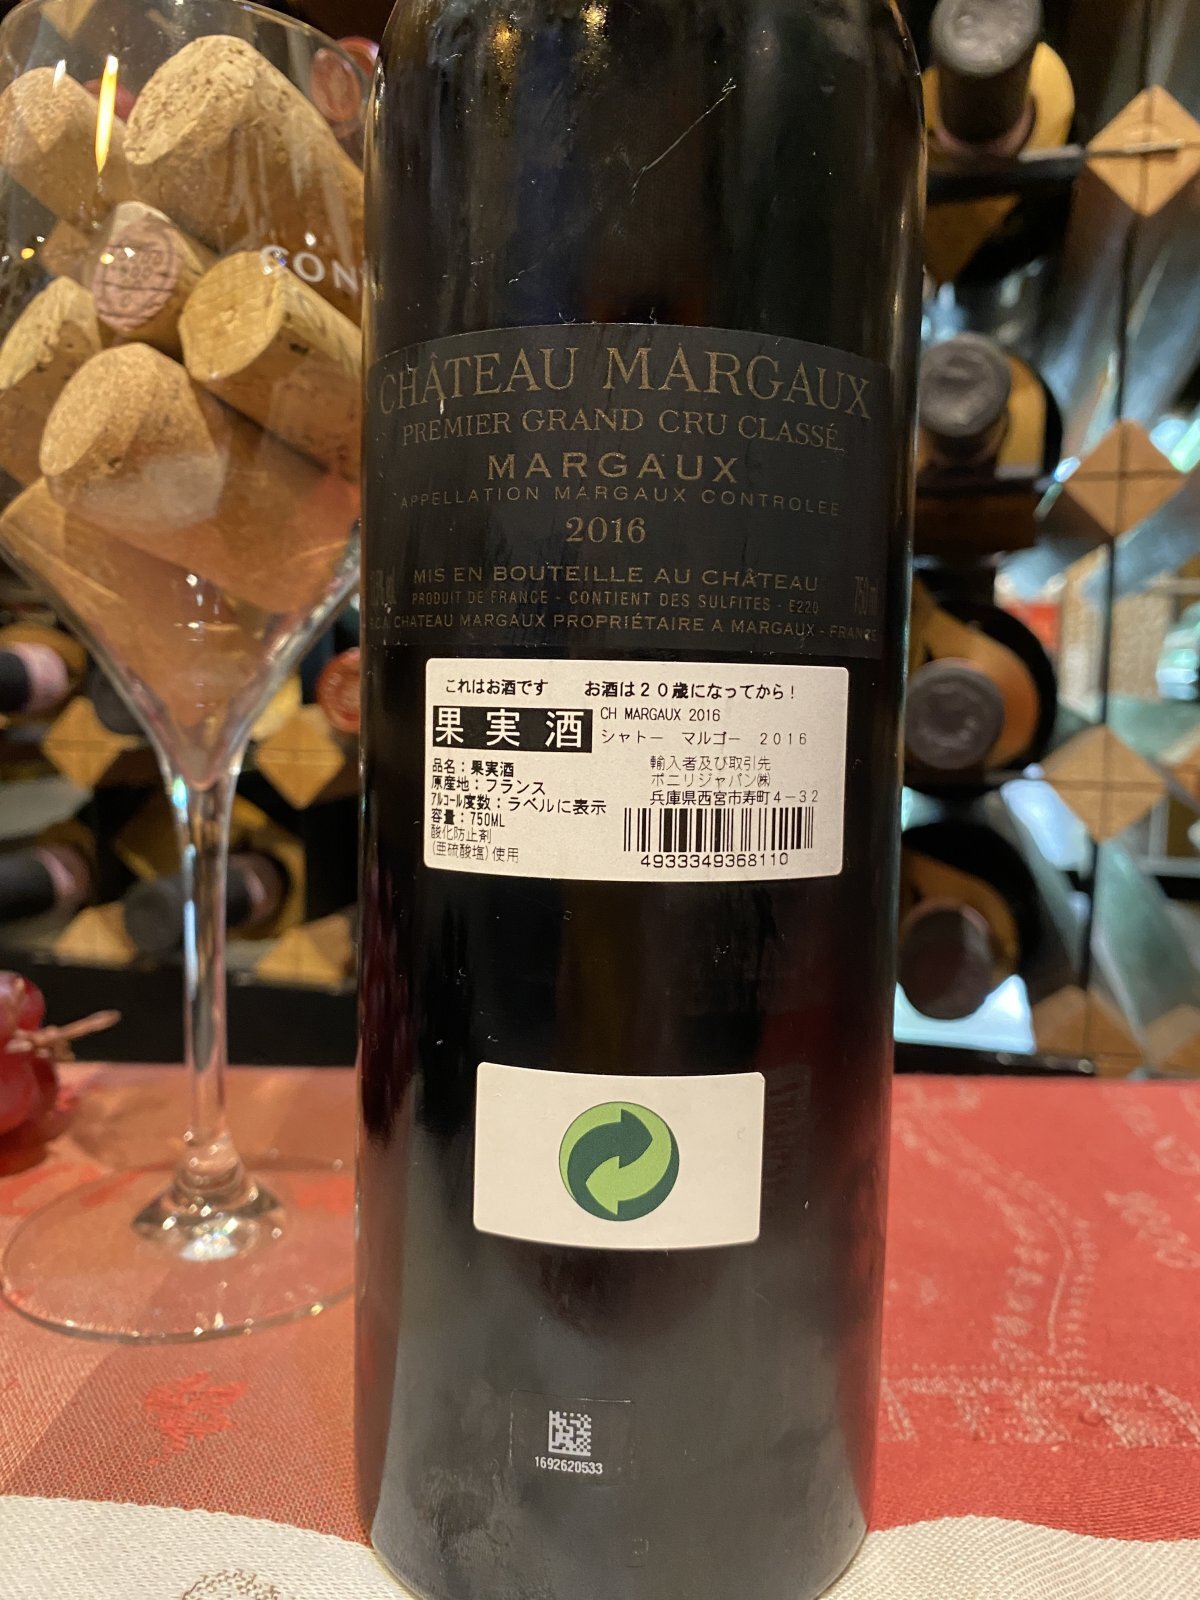 CHÂTEAU MARGAUX
PREMIER GRAND CRU CLASSÉ
MARGAUX
APPELLATION MARGAUX CONTROLÉE
2016
MIS EN BOUTEILLE AU CHÂTEAU
PRODUIT DE FRANCE - CONTIENT DES SULFITES - E220
750 ml
CHATEAU MARGAUX PROPRIÉTAIRE A MARGAUX - FRANCE
これはお酒です お酒は20歳になってから!
果実酒
CH MARGAUX 2016
シャトー マルゴー 2016
品名:果実酒
原産地:フランス
アルコール度数:ラベルに表示
容量:750ML
酸化防止剤
(亜硫酸塩)使用
輸入者及び取引先
ボニリジャパン㈱
兵庫県西宮市寿町4-32
4933349368110
1692620533